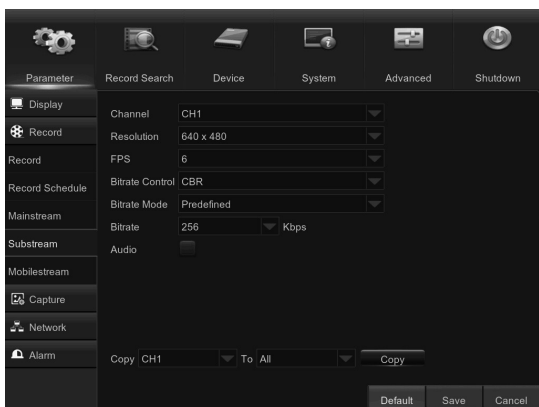 Parameter Record Search Device System Advanced Shutdown
Display
Record
Record
Record Schedule
Mainstream
Substream
Mobilestream
Capture
Network
Alarm
Channel CH1
Resolution 640 x 480
FPS 6
Bitrate Control CBR
Bitrate Mode Predefined
Bitrate 256 Kbps
Audio
Copy CH1 To All Copy
Default Save Cancel